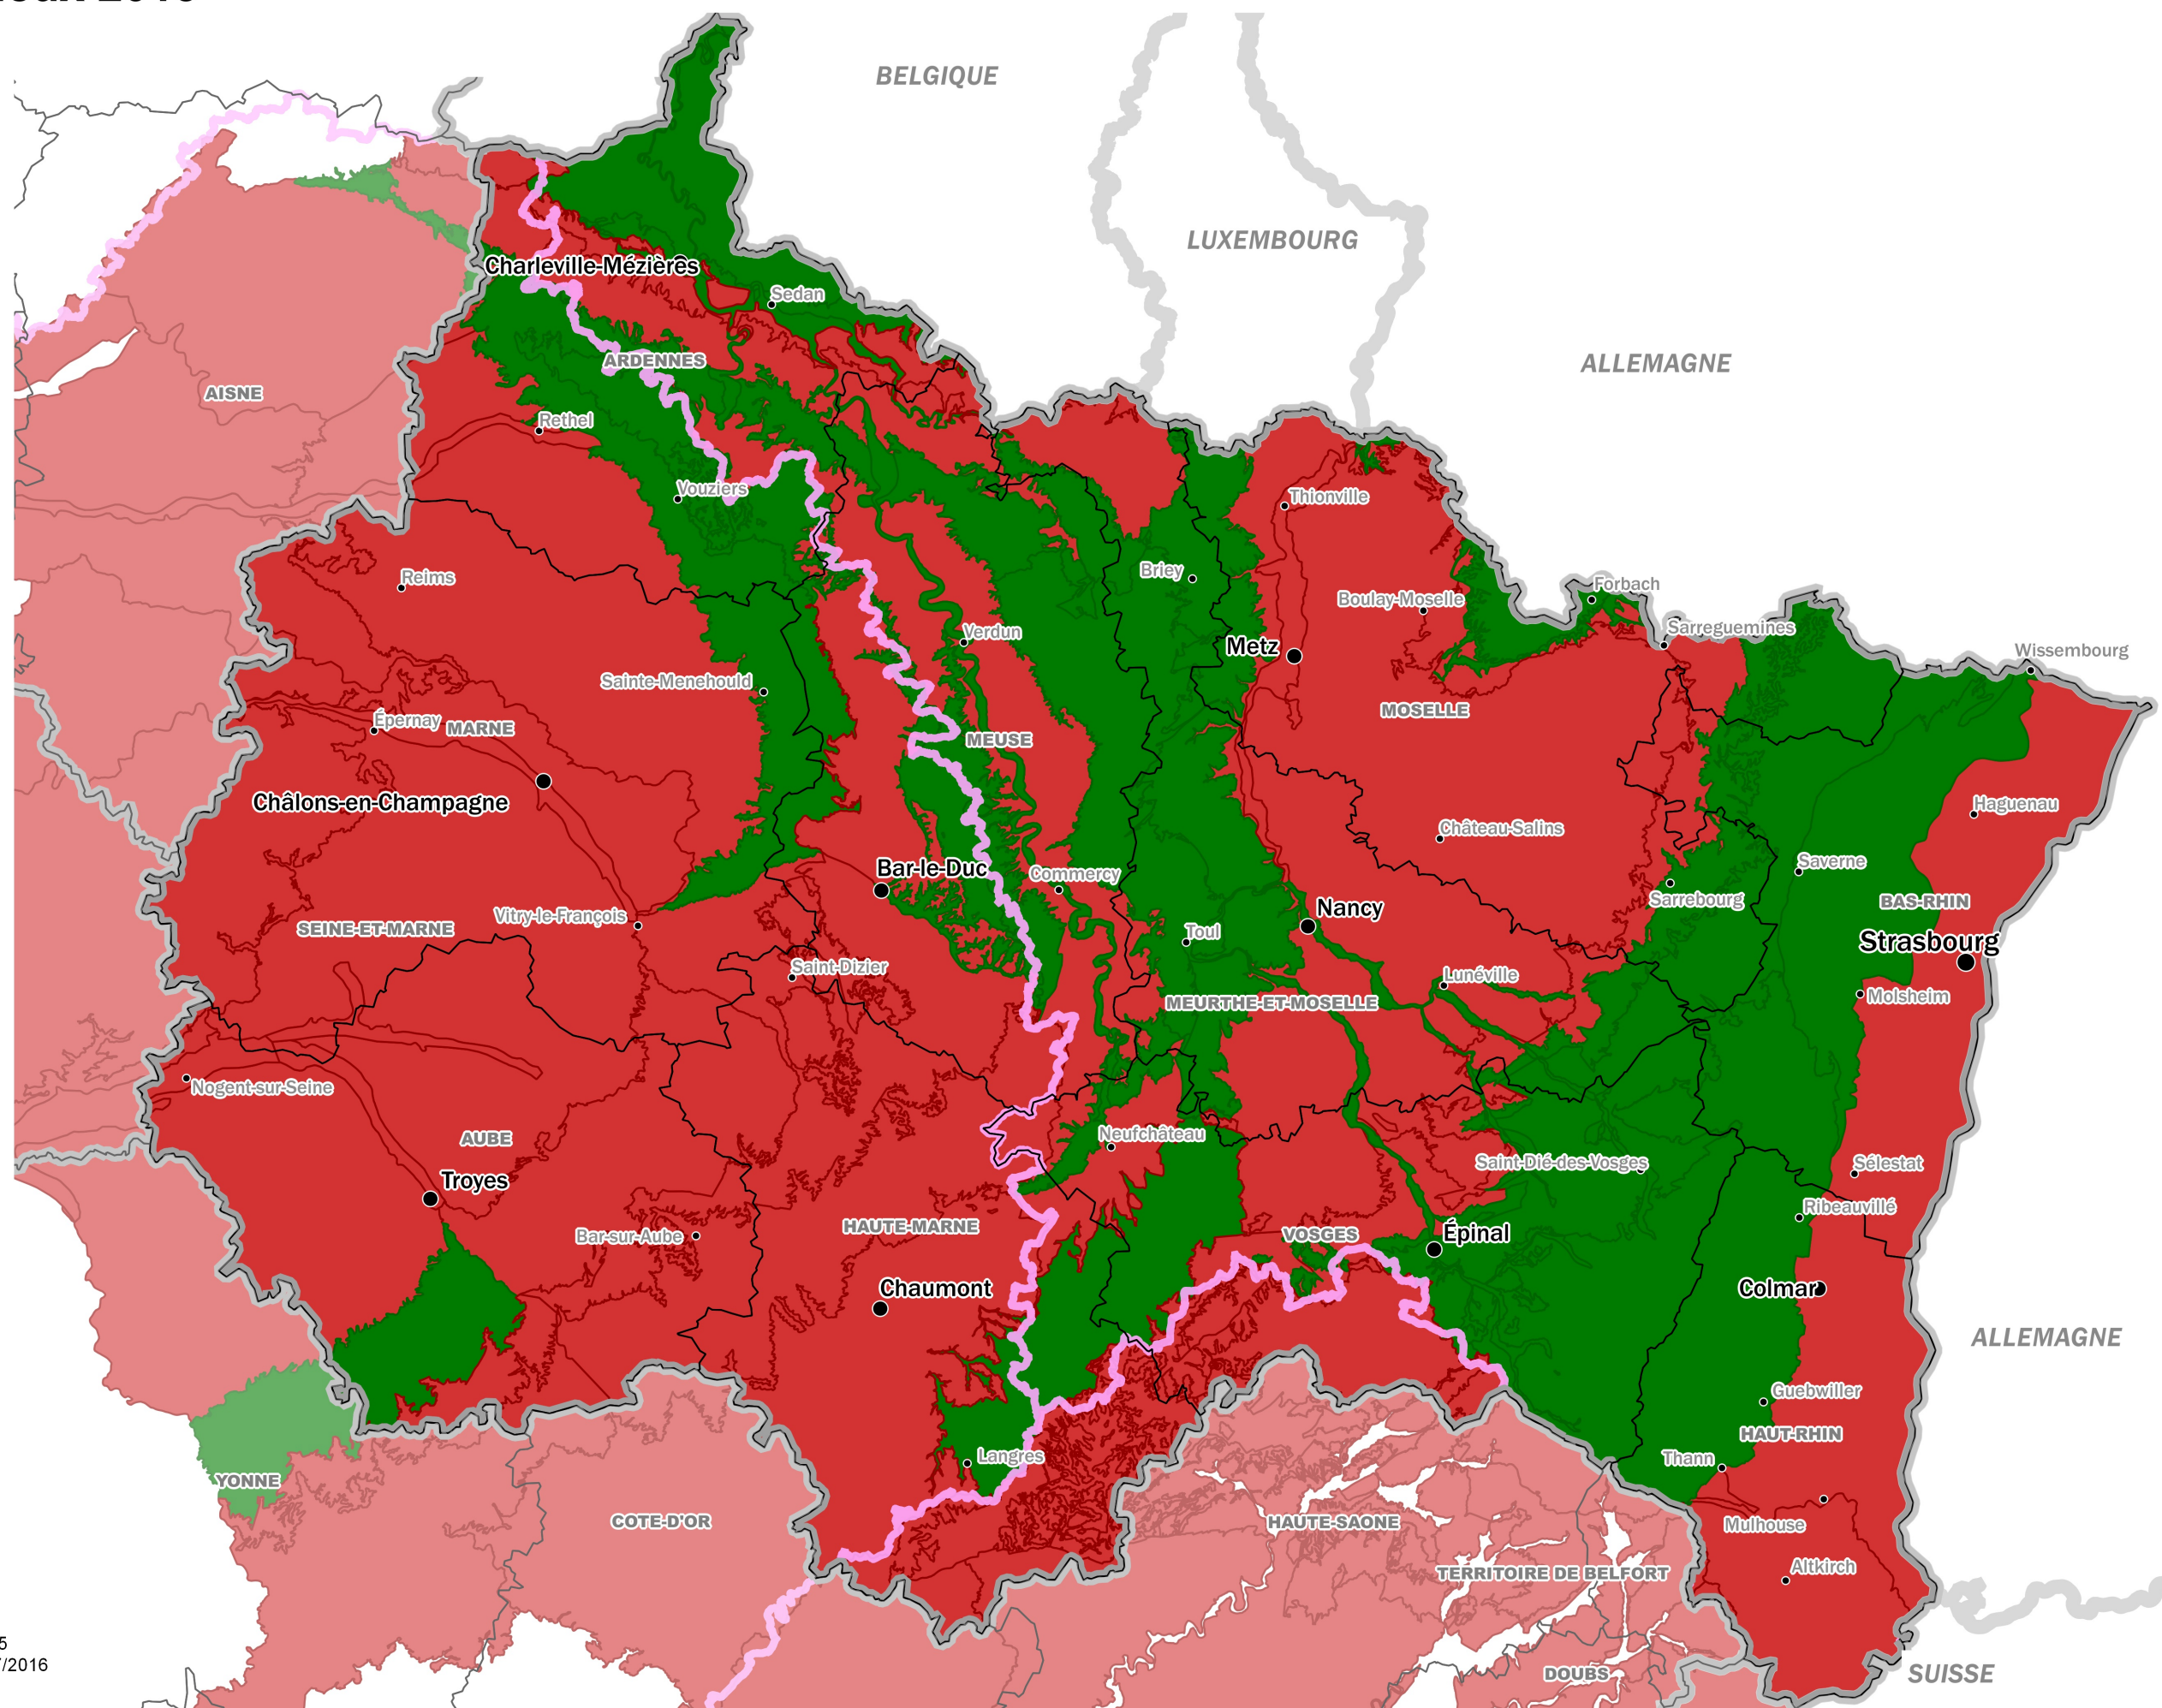 BELGIQUE
LUXEMBOURG
Charleville-Mézières
Sedan
ARDENNES
ALLEMAGNE
AISNE
Rethel
Vouziers
Thionville
Reims
Briey
Boulay-Moselle
Forbach
Verdun
Metz
Sarreguemines
Wissembourg
Sainte-Menehould
MOSELLE
Épernay
MARNE
MEUSE
Châlons-en-Champagne
Haguenau
Château-Salins
Bar-le-Duc
Commercy
Saverne
Sarrebourg
BAS-RHIN
Vitry-le-François
Nancy
SEINE-ET-MARNE
Toul
Strasbourg
Saint-Dizier
Lunéville
MEURTHE-ET-MOSELLE
Molsheim
Nogent-sur-Seine
AUBE
Neufchâteau
Saint-Dié-des-Vosges
Sélestat
Troyes
Ribeauvillé
HAUTE-MARNE
Bar-sur-Aube
VOSGES
Épinal
Chaumont
Colmar
ALLEMAGNE
Guebwiller
HAUT-RHIN
Langres
Thann
YONNE
COTE-D'OR
HAUTE-SAONE
Mulhouse
TERRITOIRE DE BELFORT
Altkirch
5
/2016
DOUBS
SUISSE